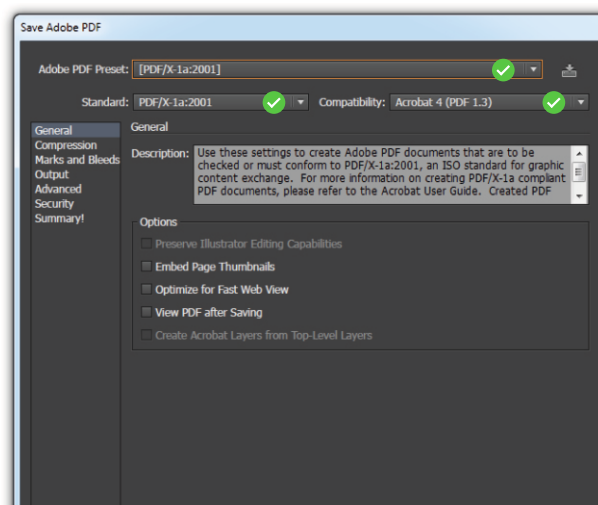 Save Adobe PDF
Adobe PDF Preset: [PDF/X-1a:2001]
Standard: PDF/X-1a:2001 Compatibility: Acrobat 4 (PDF 1.3)
General
Compression
Marks and Bleeds
Output
Advanced
Security
Summary!
General
Description: Use these settings to create Adobe PDF documents that are to be
checked or must conform to PDF/X-1a:2001, an ISO standard for graphic
content exchange. For more information on creating PDF/X-1a compliant
PDF documents, please refer to the Acrobat User Guide. Created PDF
Options
Preserve Illustrator Editing Capabilities
Embed Page Thumbnails
Optimize for Fast Web View
View PDF after Saving
Create Acrobat Layers from Top-Level Layers